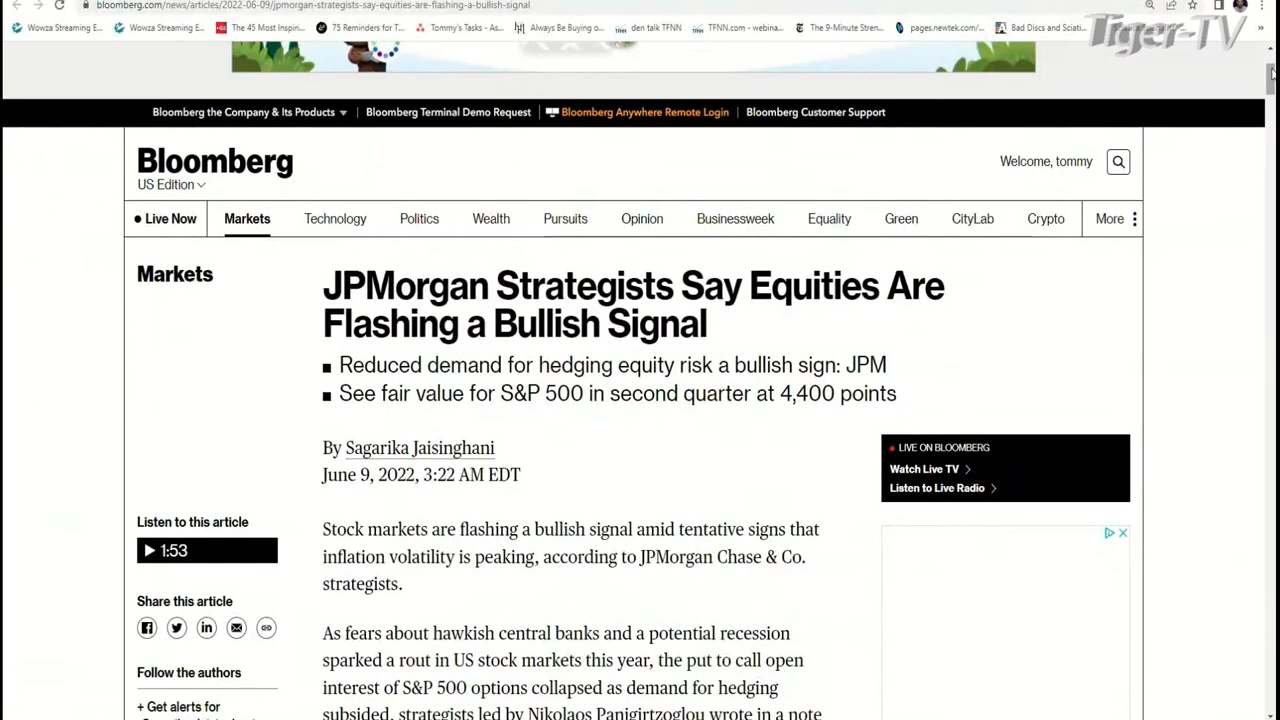 bloomberg.com/news/articles/2022-06-09/jpmorgan-strategists-say-equities-are-flashing-a-bullish-signal
Wowza Streaming E... Wowza Streaming E... The 45 Most Inspiri... 75 Reminders for T... Tommy's Tasks - As... Always Be Buying o... den talk TFNN TFNN.com - webina... The 9-Minute Stren... pages.newtek.com/... Bad Discs and Sciati...
Tiger-TV
Bloomberg the Company & Its Products Bloomberg Terminal Demo Request Bloomberg Anywhere Remote Login Bloomberg Customer Support
Bloomberg
US Edition
Welcome, tommy
Live Now Markets Technology Politics Wealth Pursuits Opinion Businessweek Equality Green CityLab Crypto More
Markets
JPMorgan Strategists Say Equities Are
Flashing a Bullish Signal
Reduced demand for hedging equity risk a bullish sign: JPM
See fair value for S&P 500 in second quarter at 4,400 points
By Sagarika Jaisinghani
June 9, 2022, 3:22 AM EDT
LIVE ON BLOOMBERG
Watch Live TV
Listen to Live Radio
Listen to this article
1:53
Share this article
Follow the authors
+ Get alerts for
Stock markets are flashing a bullish signal amid tentative signs that
inflation volatility is peaking, according to JPMorgan Chase & Co.
strategists.
As fears about hawkish central banks and a potential recession
sparked a rout in US stock markets this year, the put to call open
interest of S&P 500 options collapsed as demand for hedging
subsided, strategists led by Nikolaos Panigirtzoglou wrote in a note